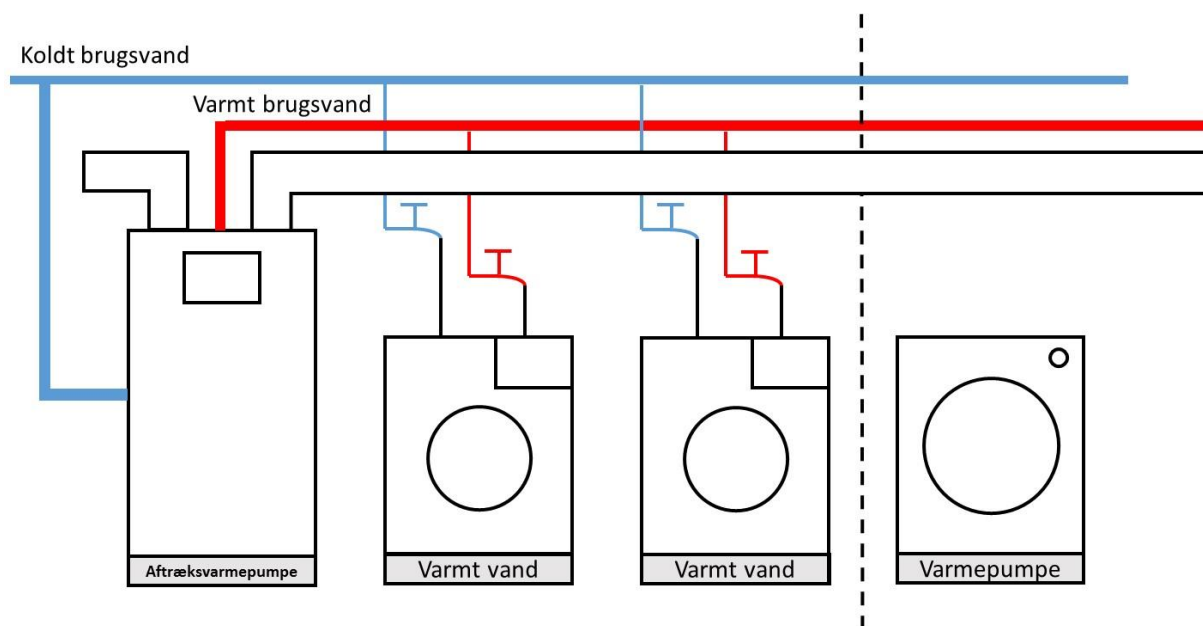 Koldt brugsvand
Varmt brugsvand
Aftræksvarmepumpe
Varmt vand
Varmt vand
Varmepumpe